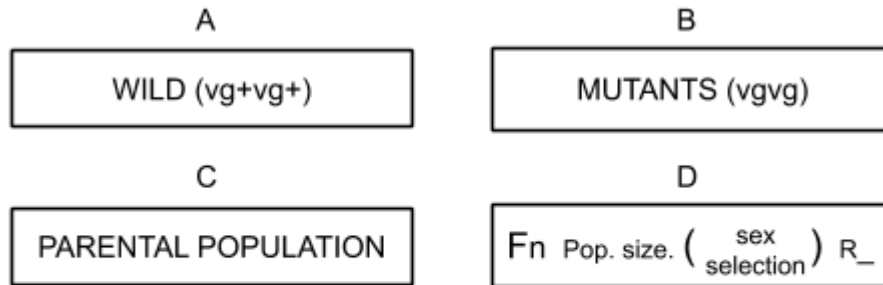 A
B
WILD (vg+vg+)
MUTANTS (vgvg)
C
D
PARENTAL POPULATION
Fn Pop. size. ( sex selection ) R_